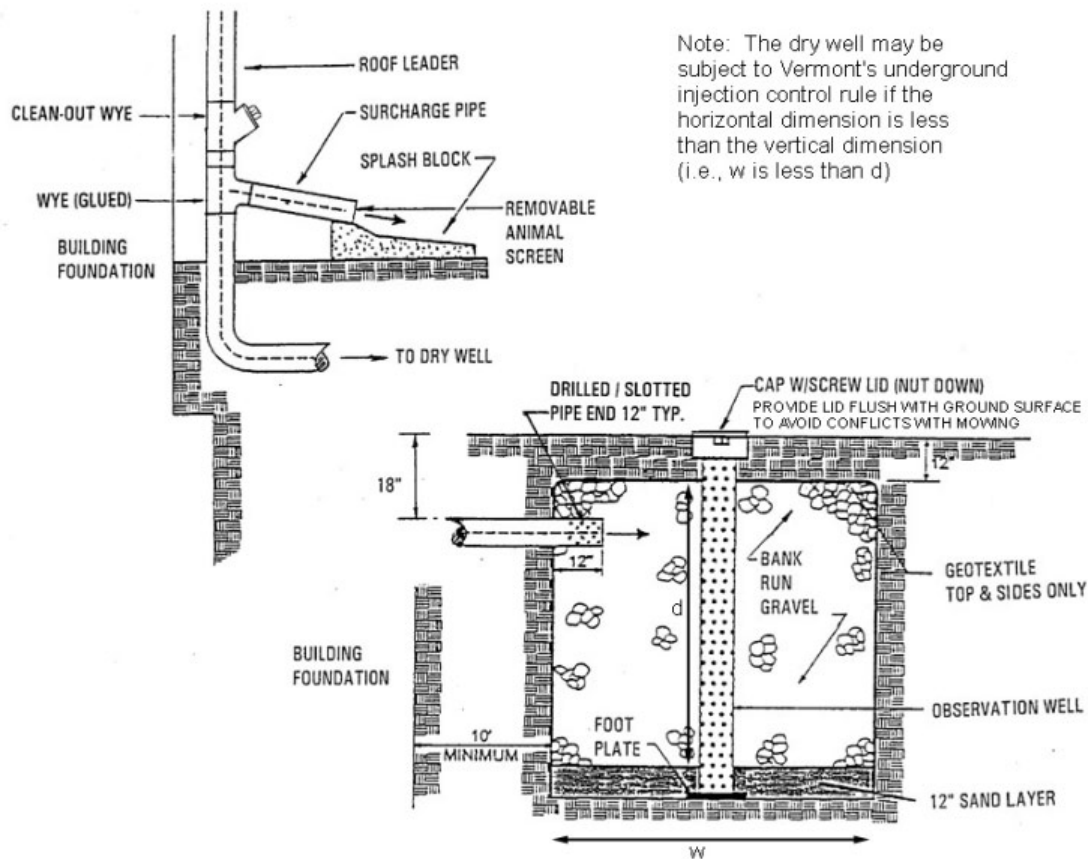 ROOF LEADER
Note: The dry well may be
subject to Vermont's underground
injection control rule if the
horizontal dimension is less
than the vertical dimension
(i.e., w is less than d)
CLEAN-OUT WYE
SURCHARGE PIPE
SPLASH BLOCK
WYE (GLUED)
REMOVABLE
ANIMAL
SCREEN
BUILDING
FOUNDATION
TO DRY WELL
DRILLED / SLOTTED
PIPE END 12" TYP.
CAP W/SCREW LID (NUT DOWN)
PROVIDE LID FLUSH WITH GROUND SURFACE
TO AVOID CONFLICTS WITH MOWING
12"
18"
12"
BANK
RUN
GRAVEL
GEOTEXTILE
TOP & SIDES ONLY
d
BUILDING
FOUNDATION
OBSERVATION WELL
FOOT
PLATE
10'
MINIMUM
12" SAND LAYER
w